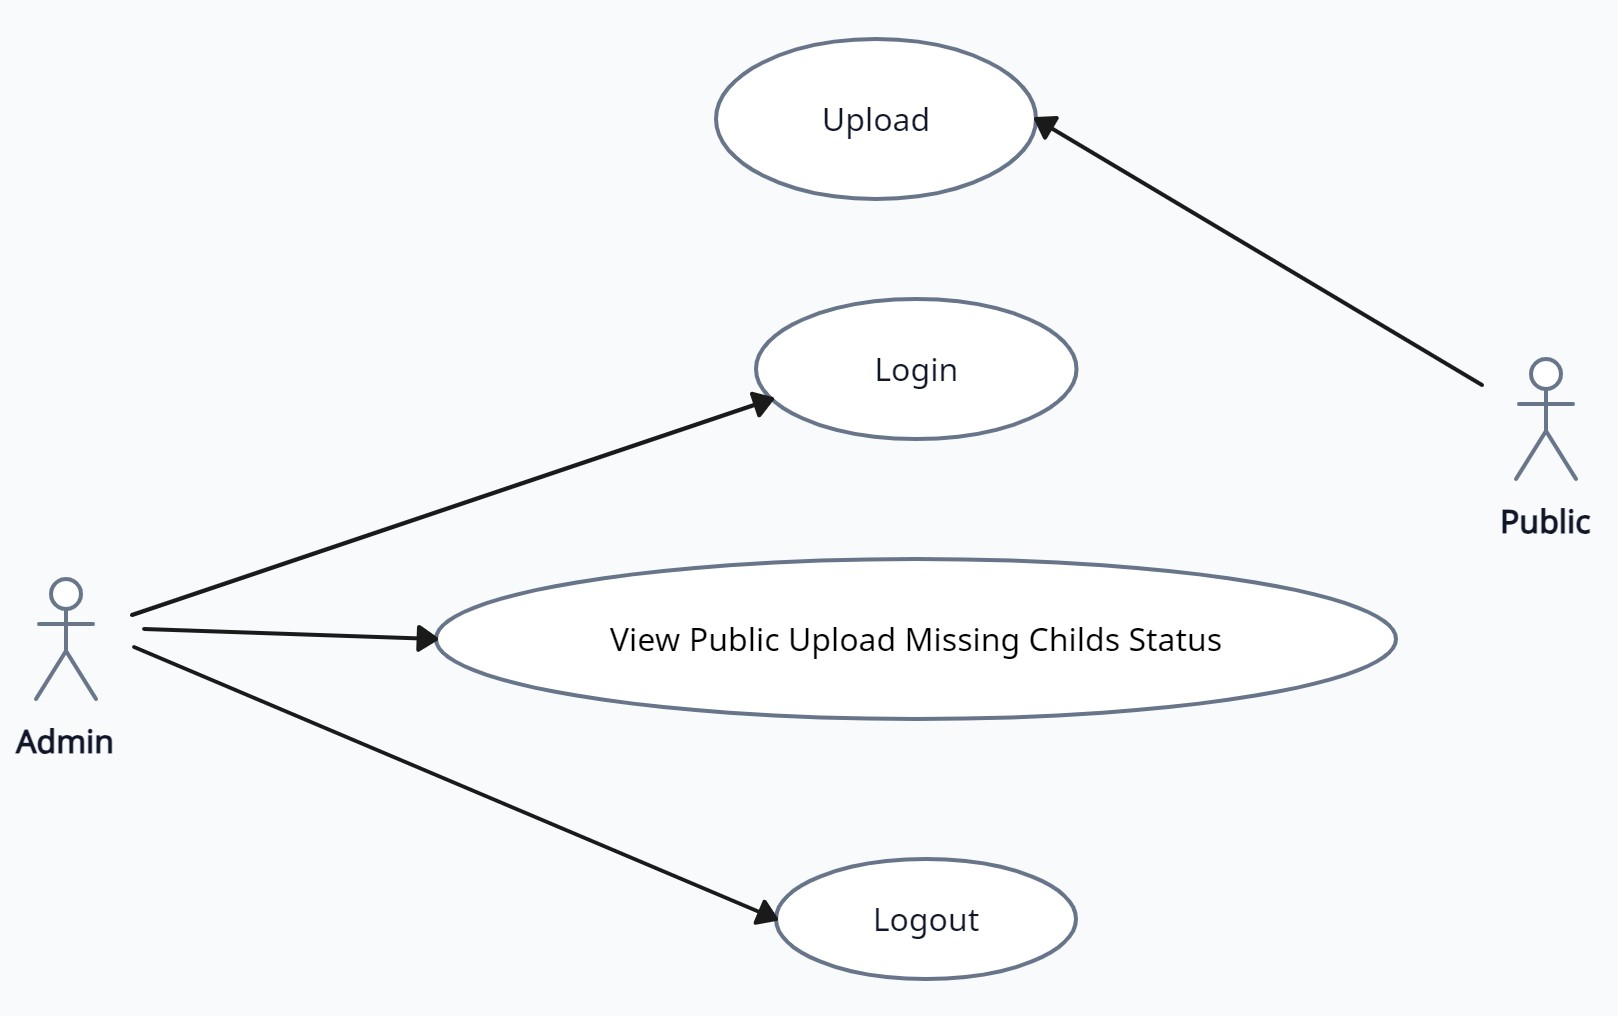 Upload
Login
Public
View Public Upload Missing Childs Status
Admin
Logout